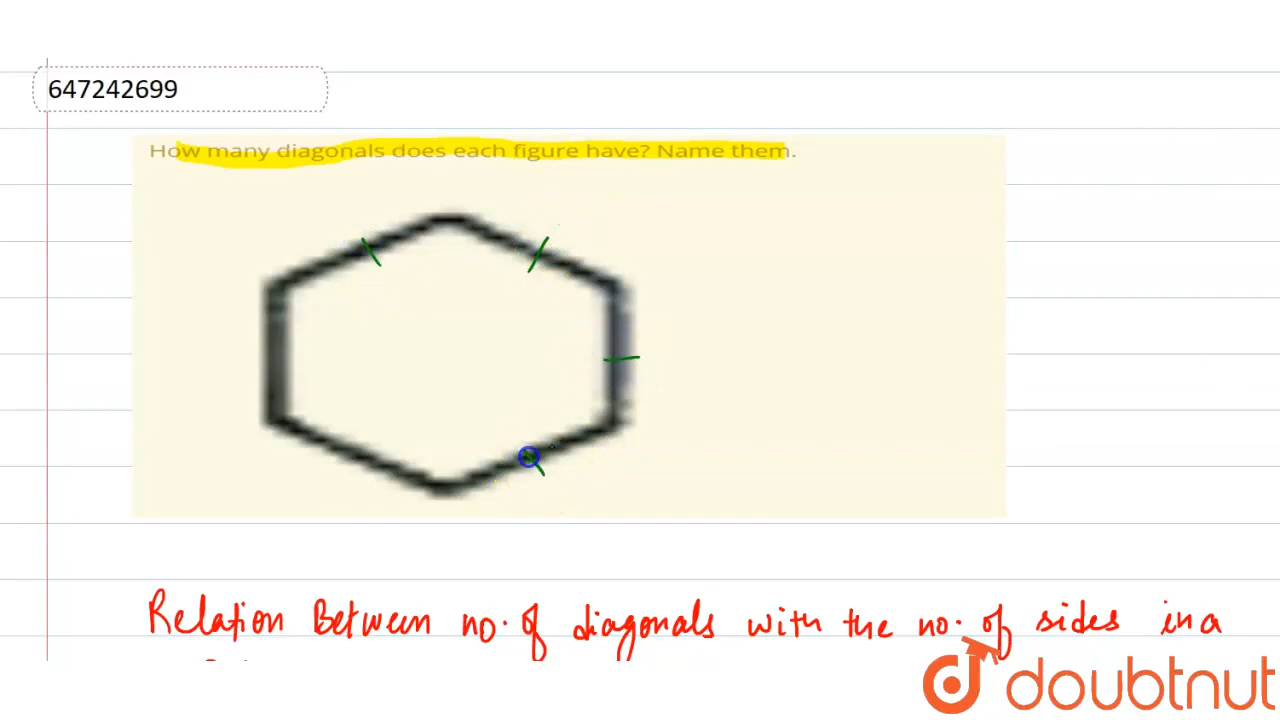 647242699
How many diagonals does each figure have? Name them.
Relation Between no. of diagonals with the no. of sides in a
doubtnut